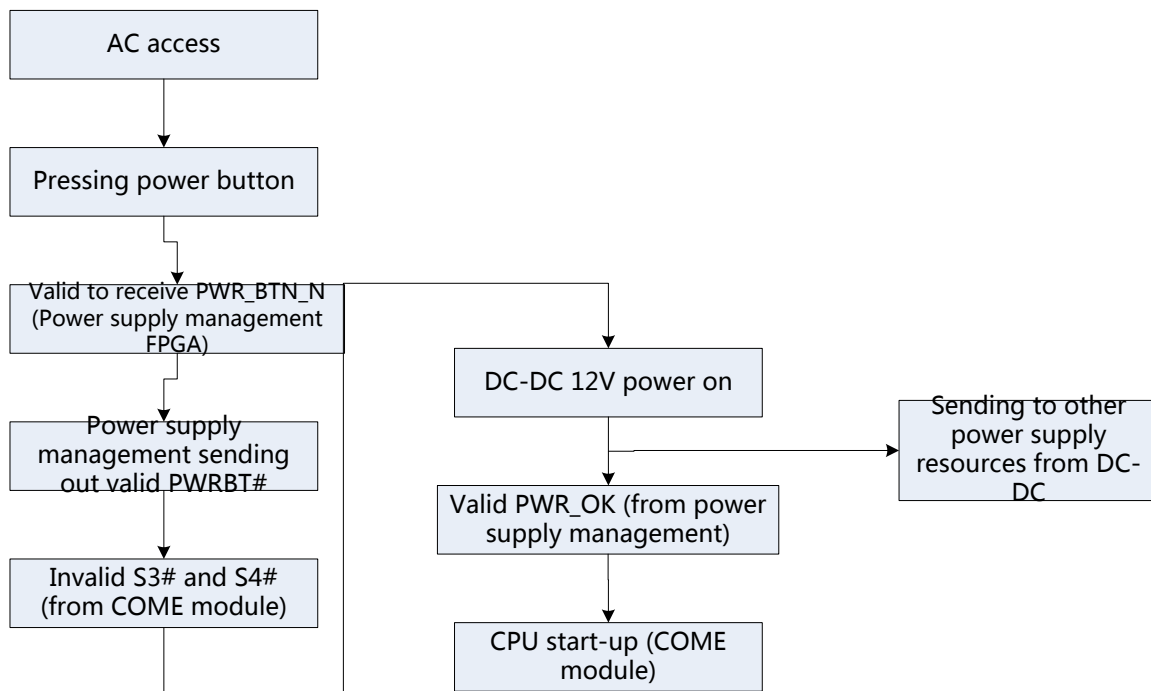 AC access
Pressing power button
Valid to receive PWR_BTN_N
(Power supply management
FPGA)
Power supply
management sending
out valid PWRBT#
Invalid S3# and S4#
(from COME module)
DC-DC 12V power on
Sending to other
power supply
resources from DC-
DC
Valid PWR_OK (from power
supply management)
CPU start-up (COME
module)